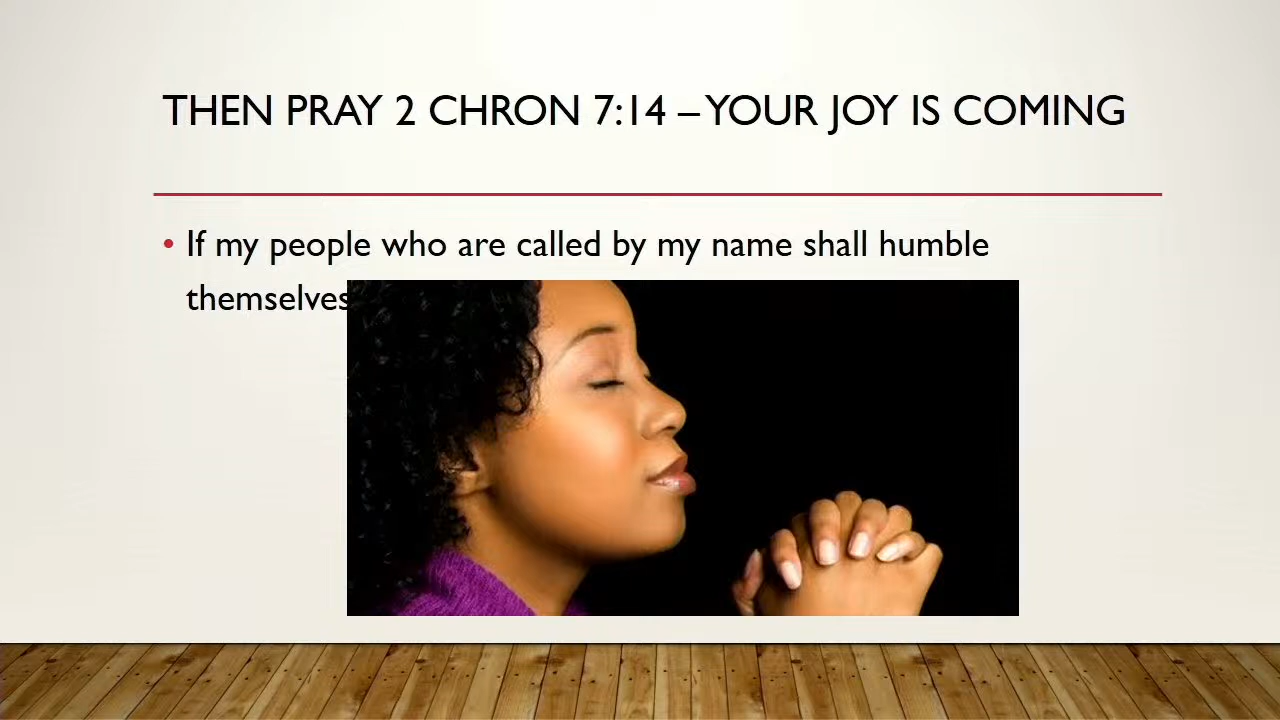 THEN PRAY 2 CHRON 7:14 – YOUR JOY IS COMING
• If my people who are called by my name shall humble
themselves